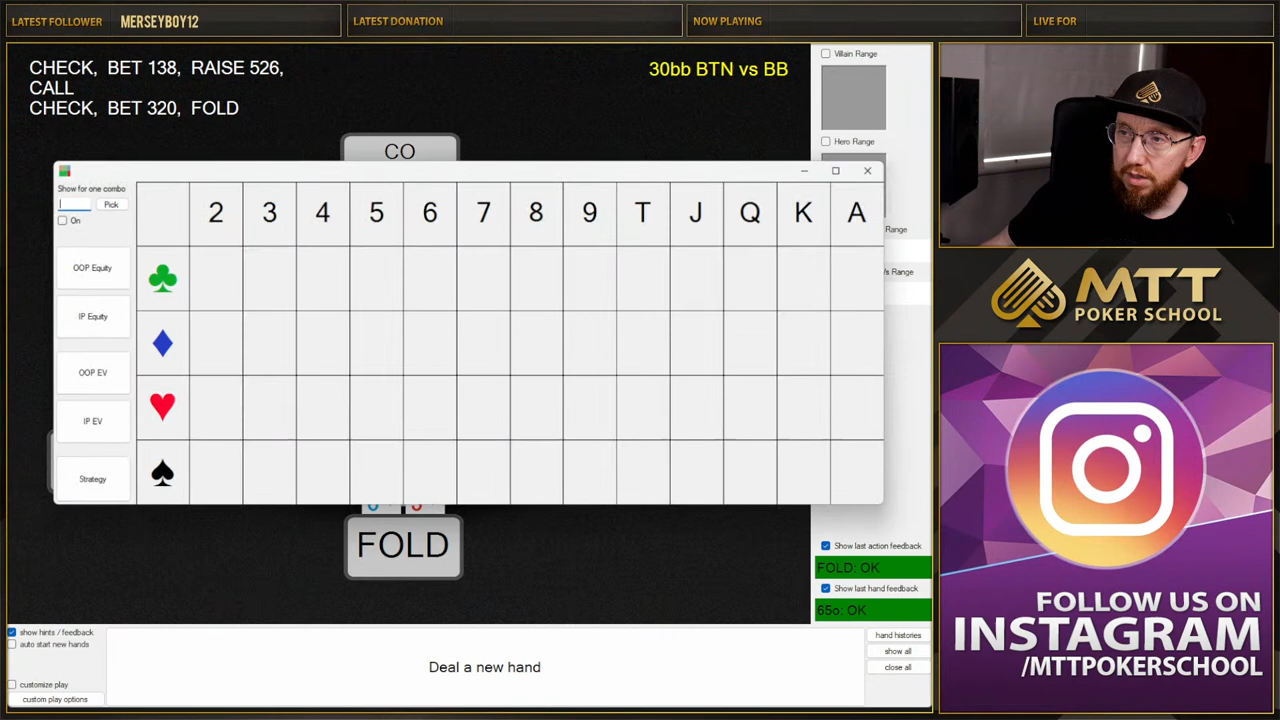 LATEST FOLLOWER MERSEYBOY12
LATEST DONATION
NOW PLAYING
LIVE FOR
CHECK, BET 138, RAISE 526,
CALL
CHECK, BET 320, FOLD
30bb BTN vs BB
CO
Villain Range
Hero Range
Range
Vs Range
Show for one combo
Pick
On
2 3 4 5 6 7 8 9 T J Q K A
OOP Equity
IP Equity
OOP EV
IP EV
Strategy
FOLD
Show last action feedback
FOLD: OK
Show last hand feedback
65o: OK
show hints / feedback
auto start new hands
customize play
custom play options
Deal a new hand
hand histories
show all
close all
MTT
POKER SCHOOL
FOLLOW US ON
INSTAGRAM
/MTTPOKERSCHOOL